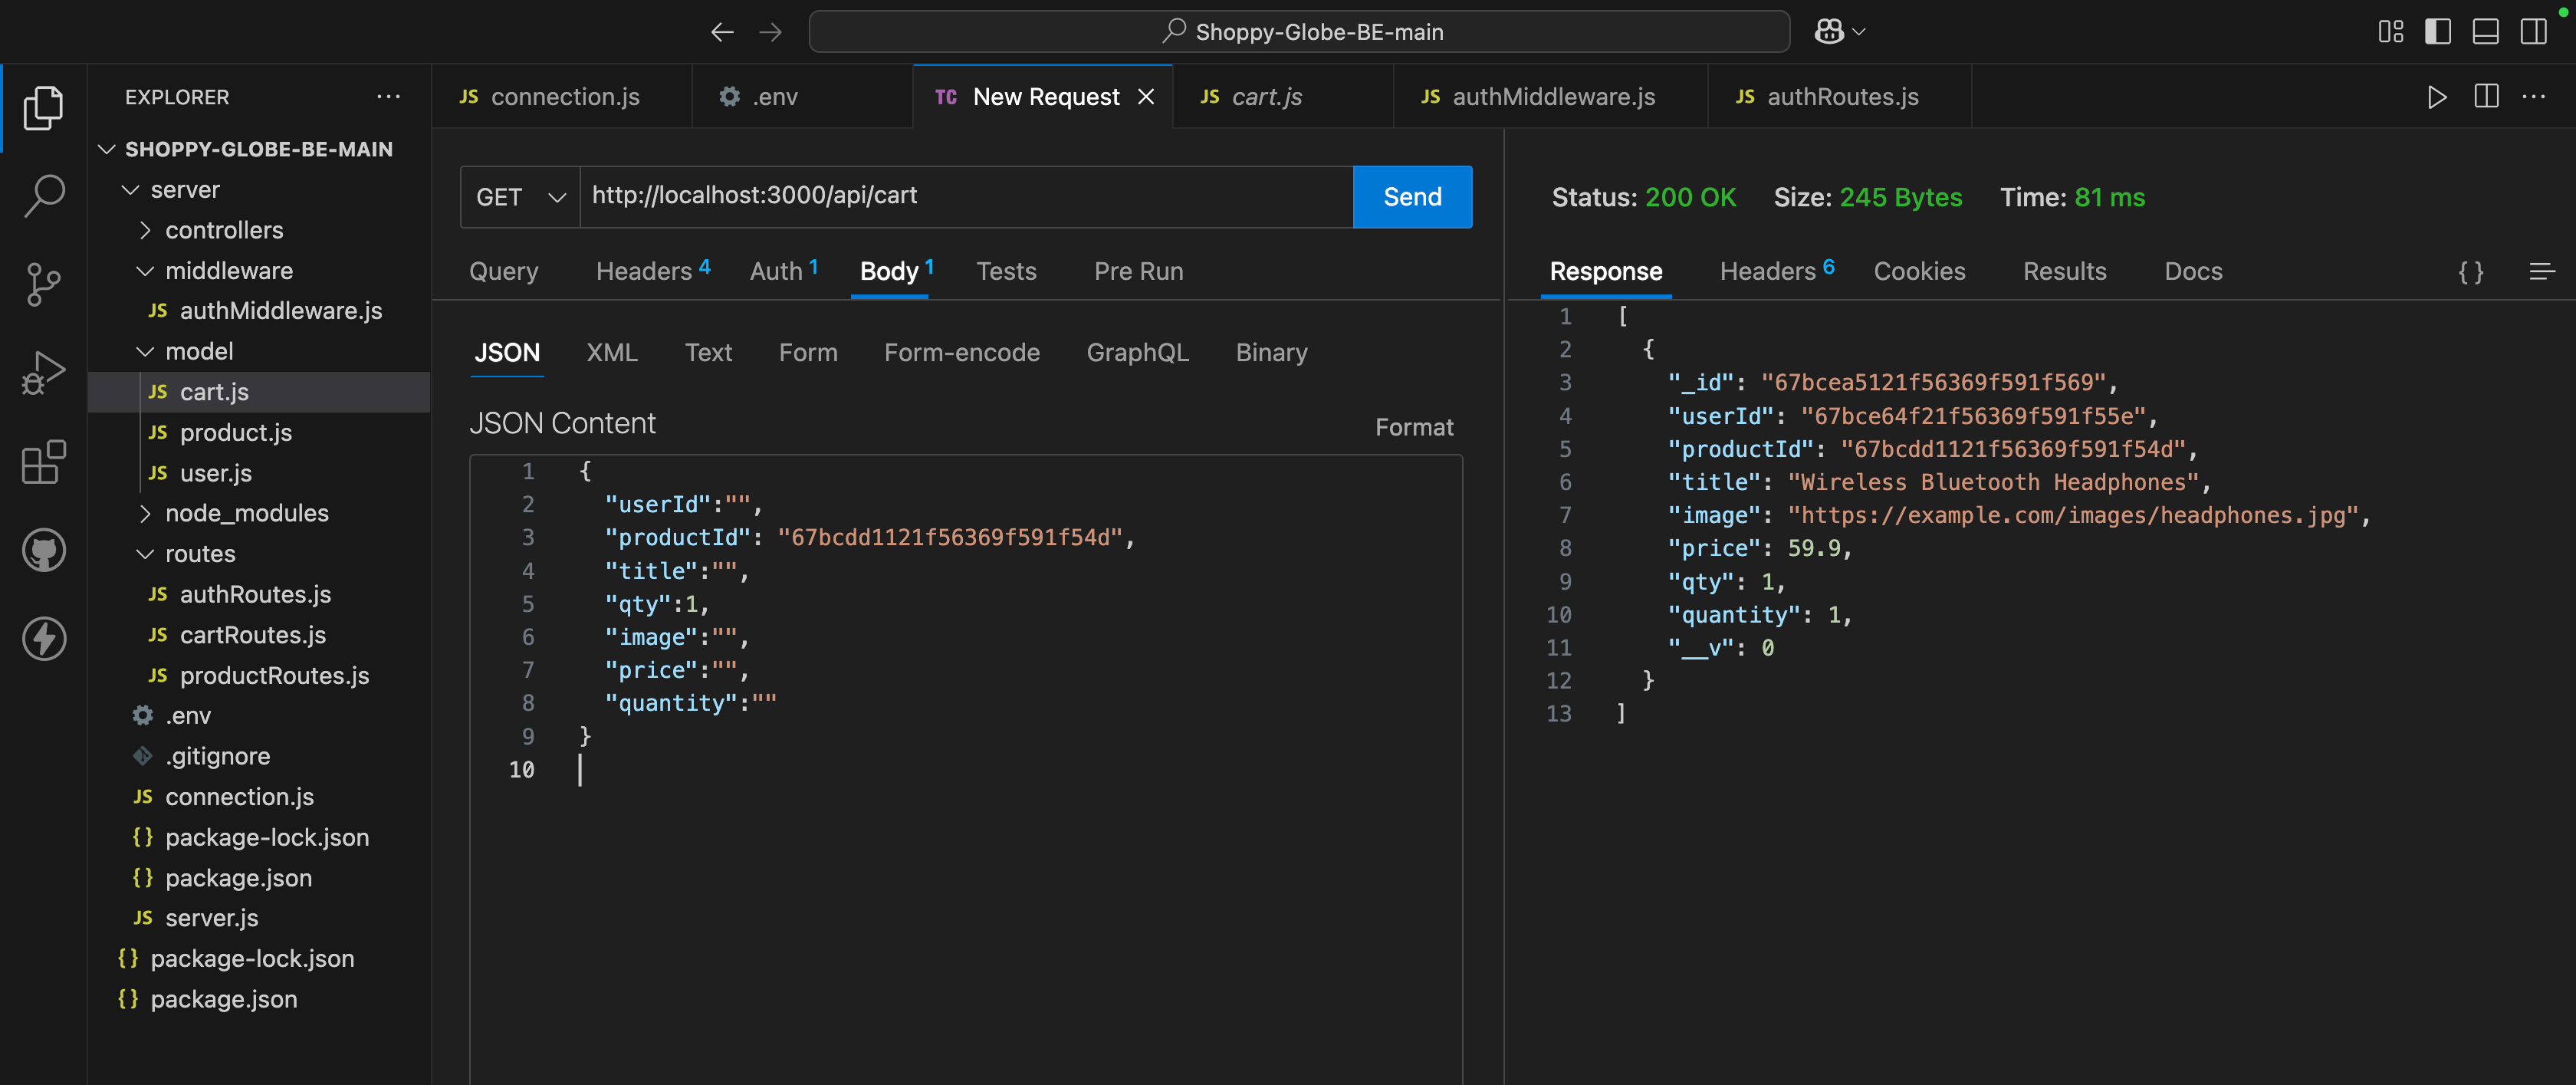 Shoppy-Globe-BE-main
EXPLORER
SHOPPY-GLOBE-BE-MAIN
server
controllers
middleware
JS authMiddleware.js
model
JS cart.js
JS product.js
JS user.js
node_modules
routes
JS authRoutes.js
JS cartRoutes.js
JS productRoutes.js
.env
.gitignore
JS connection.js
{} package-lock.json
{} package.json
JS server.js
{} package-lock.json
{} package.json
JS connection.js .env TC New Request JS cart.js JS authMiddleware.js JS authRoutes.js
GET http://localhost:3000/api/cart Send
Query Headers 4 Auth 1 Body 1 Tests Pre Run
JSON XML Text Form Form-encode GraphQL Binary
JSON Content Format
1 {
2 "userId":"",
3 "productId": "67bcdd1121f56369f591f54d",
4 "title":"",
5 "qty":1,
6 "image":"",
7 "price":"",
8 "quantity":""
9 }
10
Status: 200 OK Size: 245 Bytes Time: 81 ms
Response Headers 6 Cookies Results Docs { }
1 [
2 {
3 "_id": "67bcea5121f56369f591f569",
4 "userId": "67bce64f21f56369f591f55e",
5 "productId": "67bcdd1121f56369f591f54d",
6 "title": "Wireless Bluetooth Headphones",
7 "image": "https://example.com/images/headphones.jpg",
8 "price": 59.9,
9 "qty": 1,
10 "quantity": 1,
11 "__v": 0
12 }
13 ]